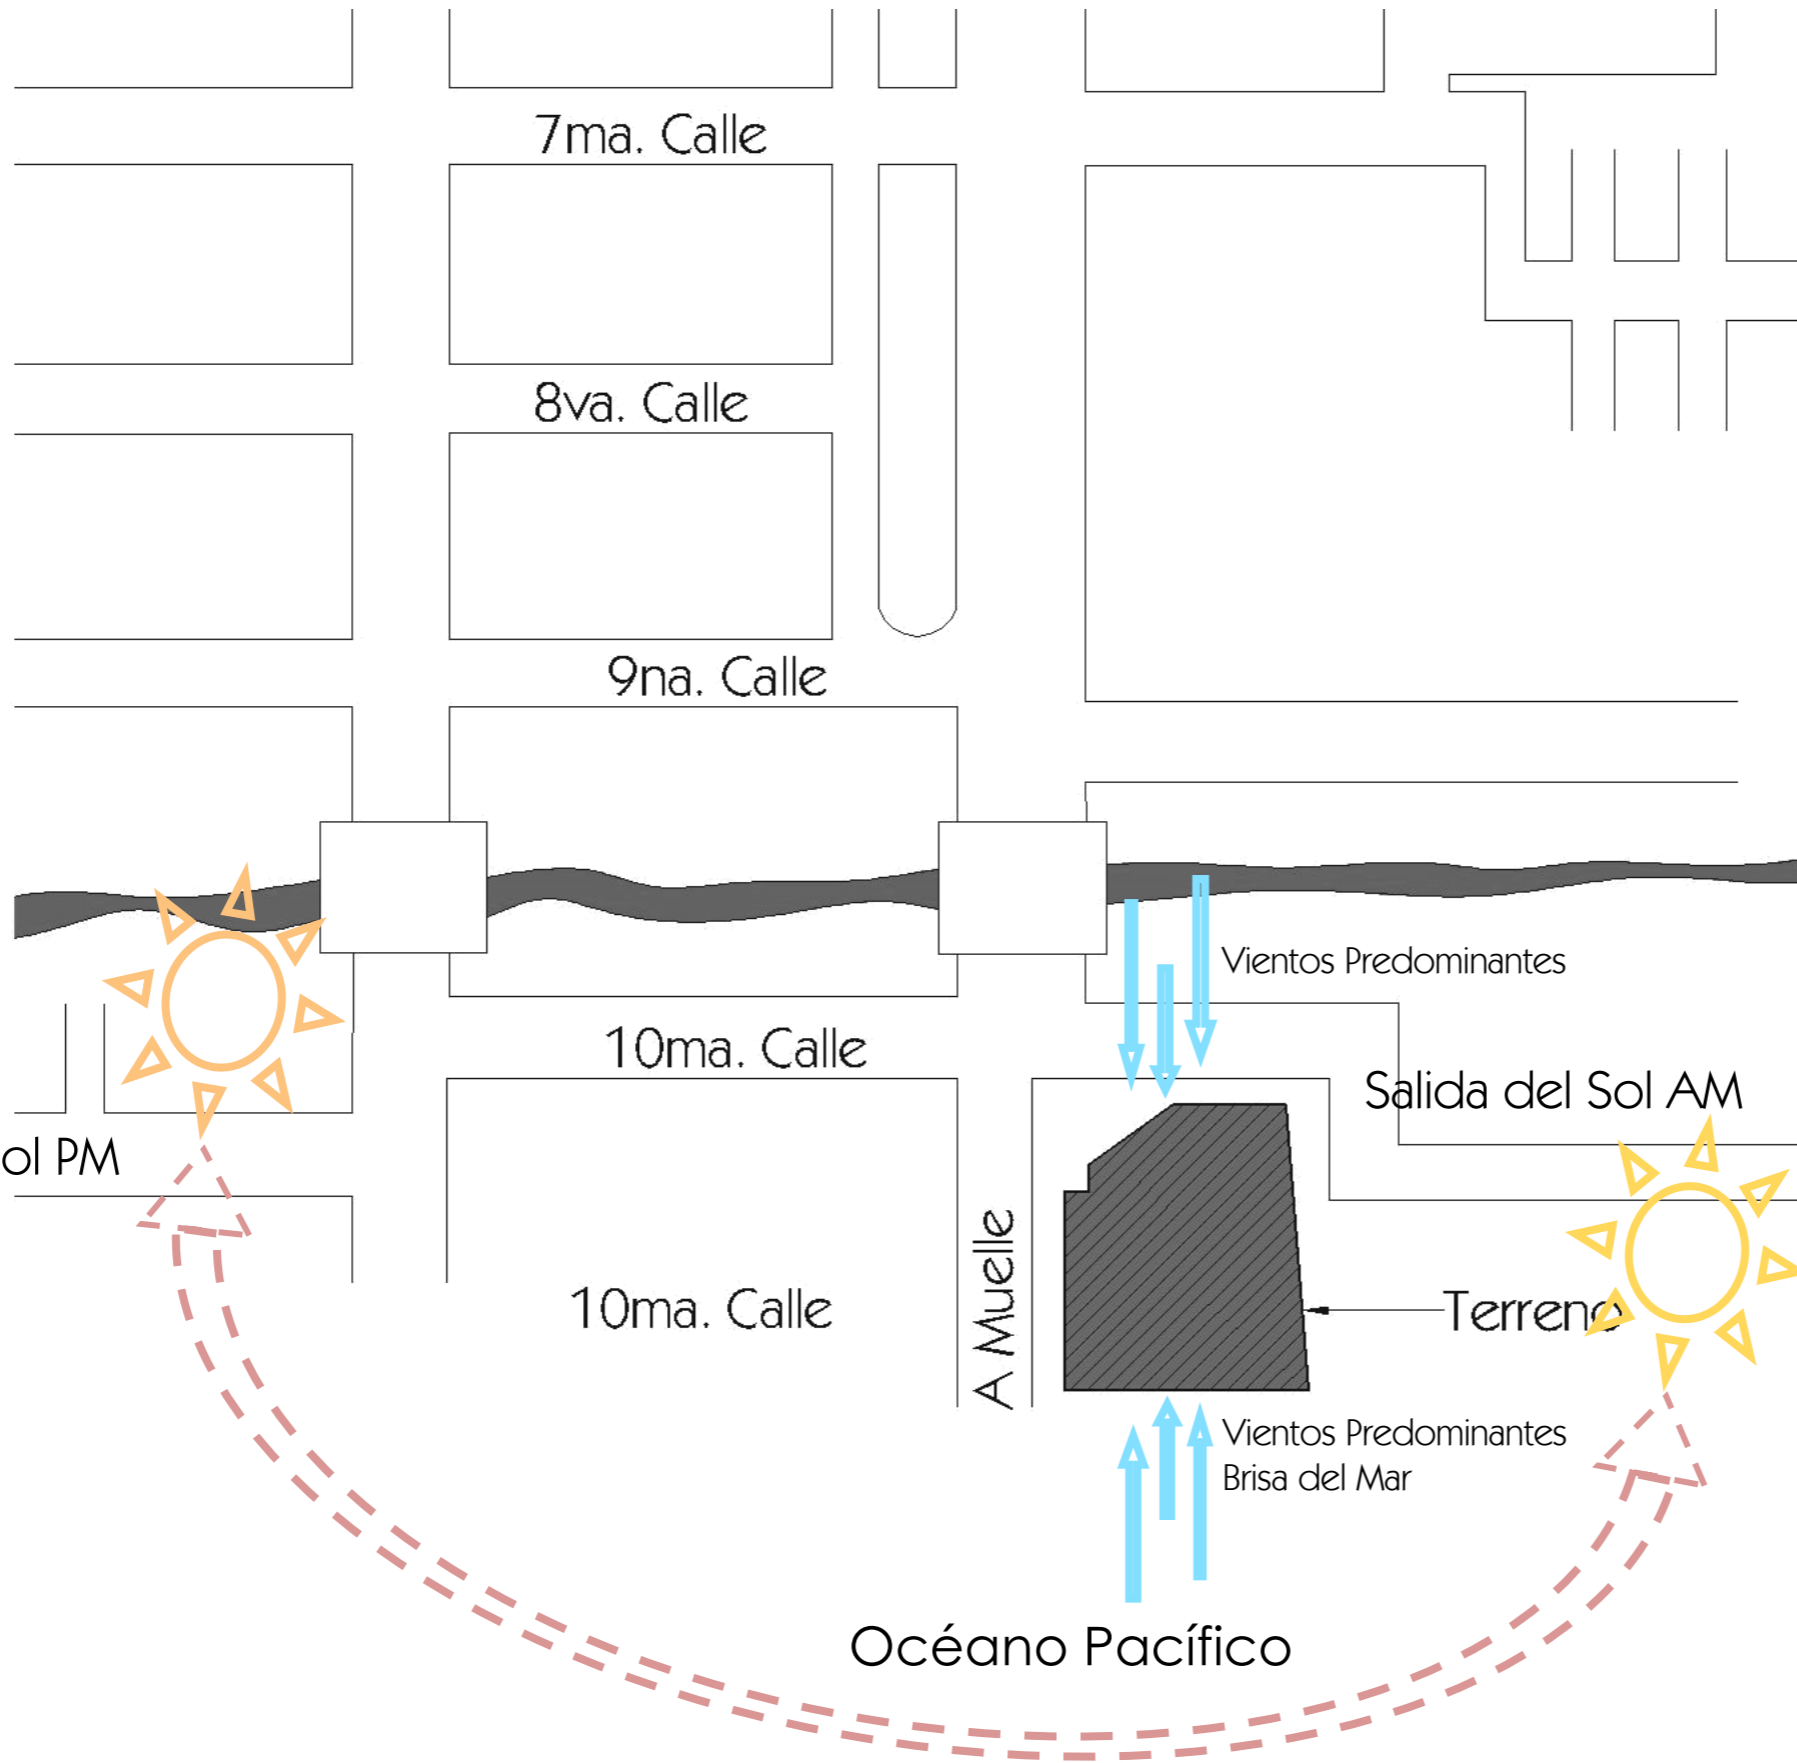 7ma. Calle
8va. Calle
9na. Calle
Vientos Predominantes
10ma. Calle
Salida del Sol AM
ol PM
A Muelle
10ma. Calle
Terreno
Vientos Predominantes
Brisa del Mar
Océano Pacífico